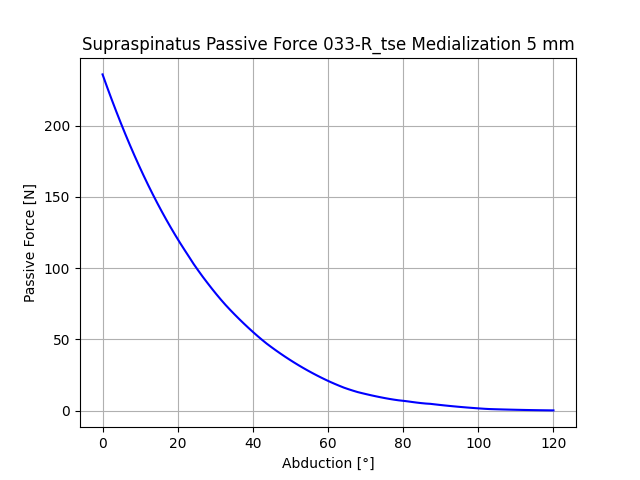 Supraspinatus Passive Force 033-R_tse Medialization 5 mm
Passive Force [N]
200
150
100
50
0
0 20 40 60 80 100 120
Abduction [°]